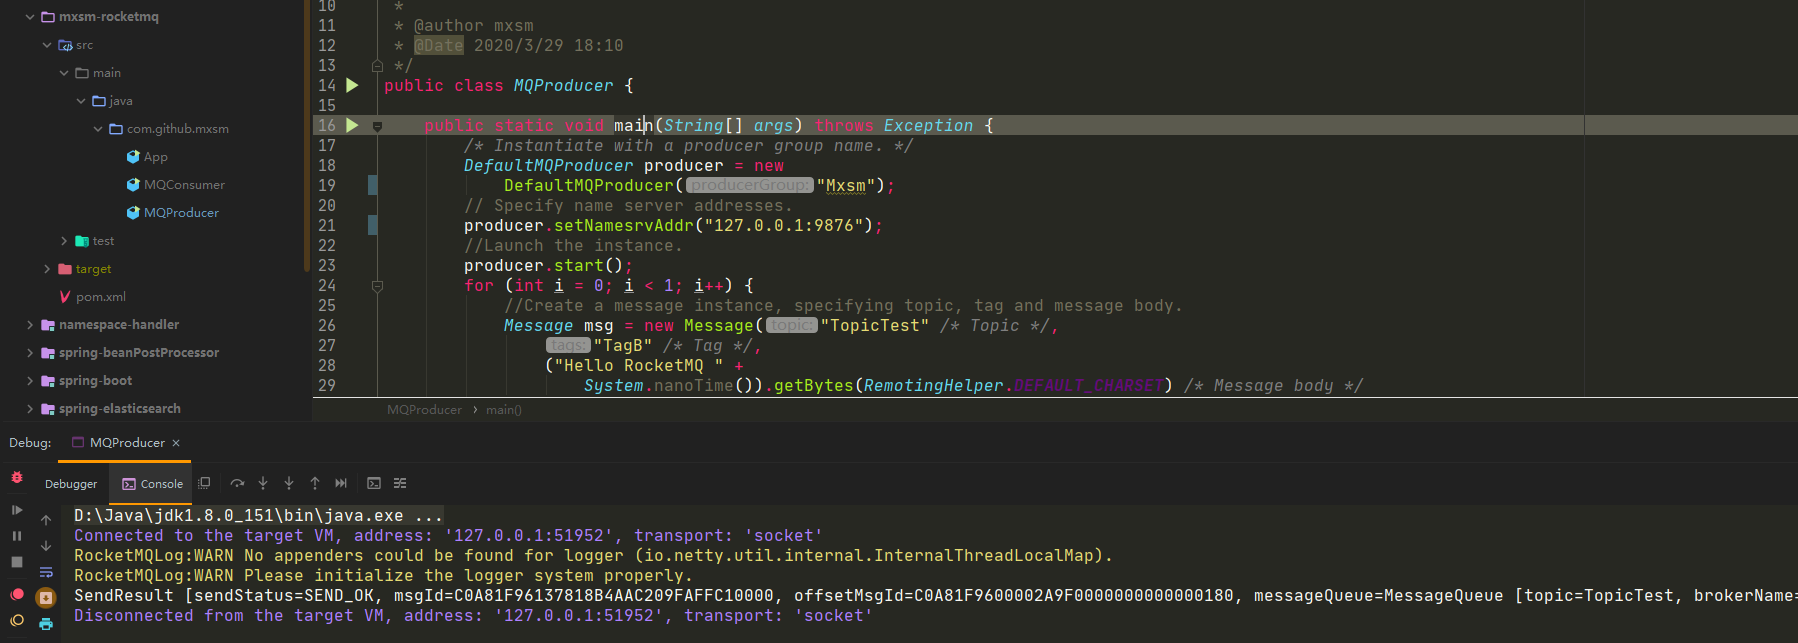 mxsm-rocketmq
src
main
java
com.github.mxsm
App
MQConsumer
MQProducer
test
target
pom.xml
namespace-handler
spring-beanPostProcessor
spring-boot
spring-elasticsearch
10 *
11 * @author mxsm
12 * @Date 2020/3/29 18:10
13 */
14 public class MQProducer {
15
16 public static void main(String[] args) throws Exception {
17 /* Instantiate with a producer group name. */
18 DefaultMQProducer producer = new
19 DefaultMQProducer( producerGroup: "Mxsm");
20 // Specify name server addresses.
21 producer.setNamesrvAddr("127.0.0.1:9876");
22 //Launch the instance.
23 producer.start();
24 for (int i = 0; i < 1; i++) {
25 //Create a message instance, specifying topic, tag and message body.
26 Message msg = new Message( topic: "TopicTest" /* Topic */,
27 tags: "TagB" /* Tag */,
28 ("Hello RocketMQ " +
29 System.nanoTime()).getBytes(RemotingHelper.DEFAULT_CHARSET) /* Message body */
MQProducer › main()
Debug: MQProducer ×
Debugger Console
D:\Java\jdk1.8.0_151\bin\java.exe ...
Connected to the target VM, address: '127.0.0.1:51952', transport: 'socket'
RocketMQLog:WARN No appenders could be found for logger (io.netty.util.internal.InternalThreadLocalMap).
RocketMQLog:WARN Please initialize the logger system properly.
SendResult [sendStatus=SEND_OK, msgId=C0A81F96137818B4AAC209FAFFC10000, offsetMsgId=C0A81F9600002A9F0000000000000180, messageQueue=MessageQueue [topic=TopicTest, brokerName=
Disconnected from the target VM, address: '127.0.0.1:51952', transport: 'socket'